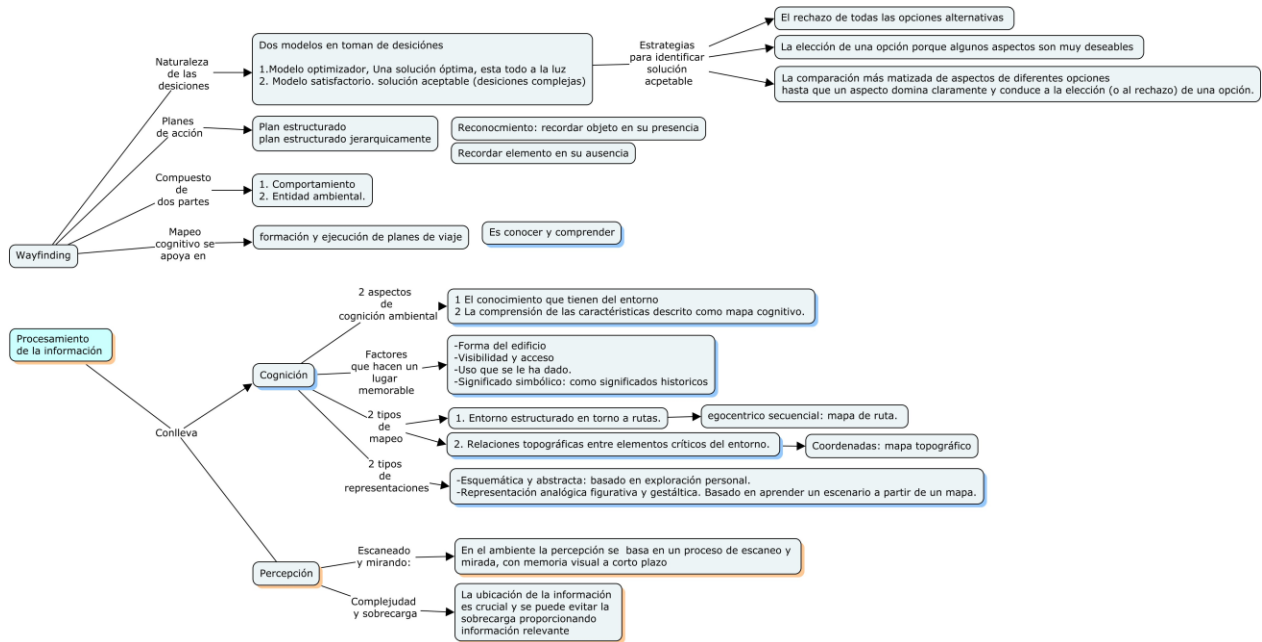 El rechazo de todas las opciones alternativas
Dos modelos en toman de desiciónes
1.Modelo optimizador, Una solución óptima, esta todo a la luz
2. Modelo satisfactorio. solución aceptable (desiciones complejas)
Estrategias
para identificar
solución
acpetable
La elección de una opción porque algunos aspectos son muy deseables
Naturaleza
de las
desiciones
La comparación más matizada de aspectos de diferentes opciones
hasta que un aspecto domina claramente y conduce a la elección (o al rechazo) de una opción.
Planes
de acción
Plan estructurado
plan estructurado jerarquicamente
Reconocmiento: recordar objeto en su presencia
Recordar elemento en su ausencia
Compuesto
de
dos partes
1. Comportamiento
2. Entidad ambiental.
Mapeo
cognitivo se
apoya en
formación y ejecución de planes de viaje
Es conocer y comprender
Wayfinding
2 aspectos
de
cognición ambiental
1 El conocimiento que tienen del entorno
2 La comprensión de las caractéristicas descrito como mapa cognitivo.
Procesamiento
de la información
Cognición
Factores
que hacen un
lugar
memorable
-Forma del edificio
-Visibilidad y acceso
-Uso que se le ha dado.
-Significado simbólico: como significados historicos
Conlleva
2 tipos
de
mapeo
1. Entorno estructurado en torno a rutas.
egocentrico secuencial: mapa de ruta.
2. Relaciones topográficas entre elementos críticos del entorno.
Coordenadas: mapa topográfico
2 tipos
de
representaciones
-Esquemática y abstracta: basado en exploración personal.
-Representación analógica figurativa y gestáltica. Basado en aprender un escenario a partir de un mapa.
Percepción
Escaneado
y mirando:
En el ambiente la percepción se basa en un proceso de escaneo y
mirada, con memoria visual a corto plazo
Complejudad
y sobrecarga
La ubicación de la información
es crucial y se puede evitar la
sobrecarga proporcionando
información relevante